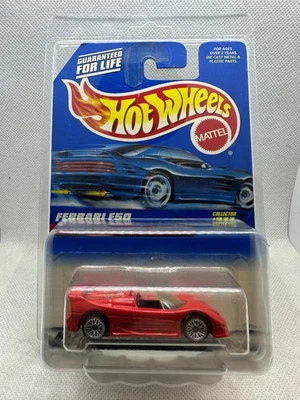 GUARANTEED
FOR LIFE
FOR AGES
OVER 3 YEARS.
DIE CAST METAL &
PLASTIC PARTS.
HOT WHEELS
MATTEL
FERRARI F50
COLLECTOR